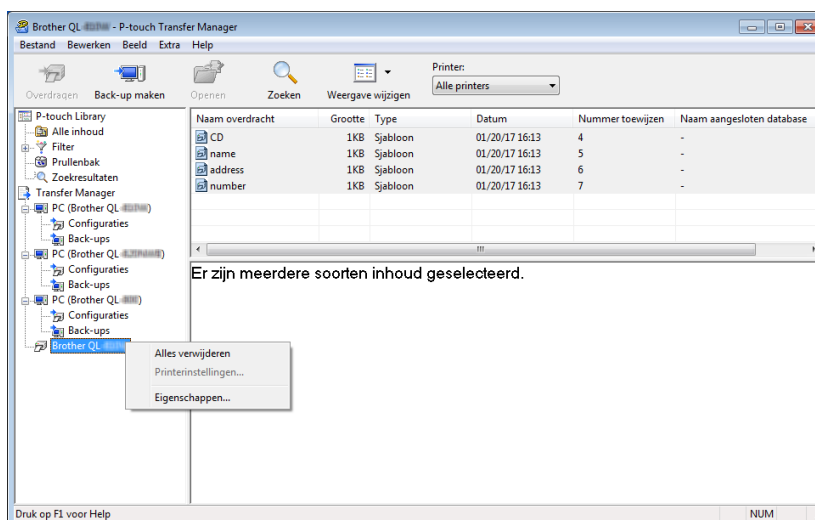 Brother QL - P-touch Transfer Manager
Bestand Bewerken Beeld Extra Help
Overdragen Back-up maken Openen Zoeken Weergave wijzigen
Printer:
Alle printers
P-touch Library
Alle inhoud
Filter
Prullenbak
Zoekresultaten
Transfer Manager
PC (Brother QL )
Configuraties
Back-ups
PC (Brother QL )
Configuraties
Back-ups
PC (Brother QL )
Configuraties
Back-ups
Brother QL
Naam overdracht Grootte Type Datum Nummer toewijzen Naam aangesloten database
CD 1KB Sjabloon 01/20/17 16:13 4 -
name 1KB Sjabloon 01/20/17 16:13 5 -
address 1KB Sjabloon 01/20/17 16:13 6 -
number 1KB Sjabloon 01/20/17 16:13 7 -
Er zijn meerdere soorten inhoud geselecteerd.
Alles verwijderen
Printerinstellingen...
Eigenschappen...
Druk op F1 voor Help NUM